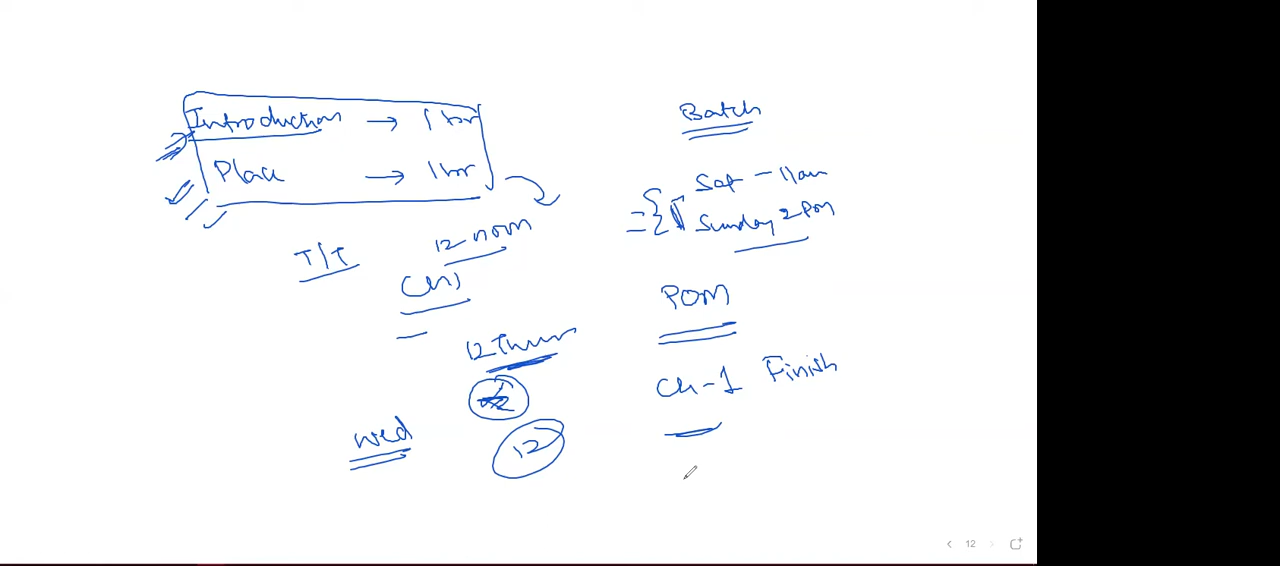 Introduction → 1 hr
Place → 1 hr
T/T
12 noon
12 Thur
Wed
12
Batch
Sat - 11am
Sunday 2 Pm
POM
Ch-1 Finish
12